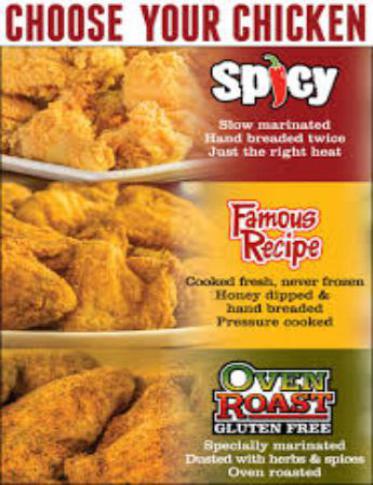 CHOOSE YOUR CHICKEN
Spicy
Slow marinated
Hand breaded twice
Just the right heat
Famous
Recipe
Cooked fresh, never frozen
Honey dipped &
hand breaded
Pressure cooked
OVEN
ROAST
GLUTEN FREE
Specially marinated
Dusted with herbs & spices
Oven roasted